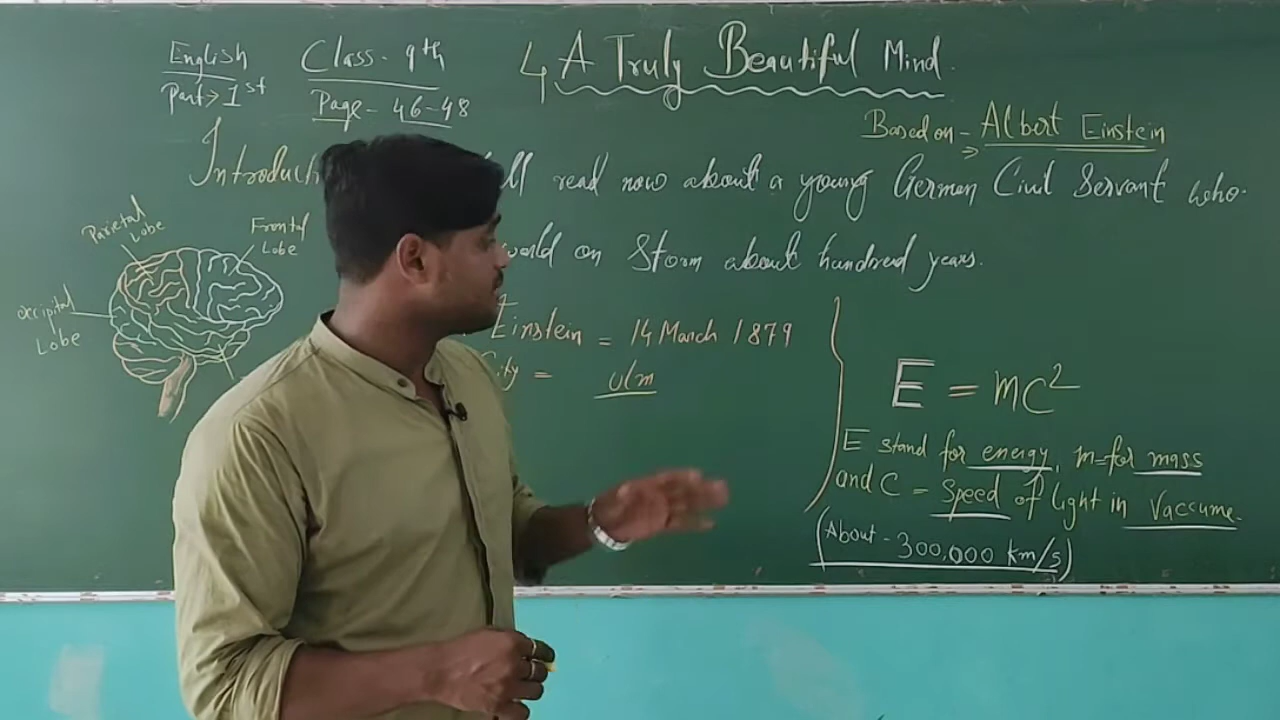 English
Part > 1st
Class - 9th
Page - 46-48
4 A Truly Beautiful Mind.
Based on - Albert Einstein
Introducti
ll read now about a young German Civil Servant who
world on Storm about hundred years.
Parietal
Lobe
Frontal
Lobe
occipital
Lobe
Einstein = 14 March 1879
City = Ulm
E = mc²
E stand for energy, m=for mass
and C = Speed of light in Vaccume.
(About - 300.000 km/s)